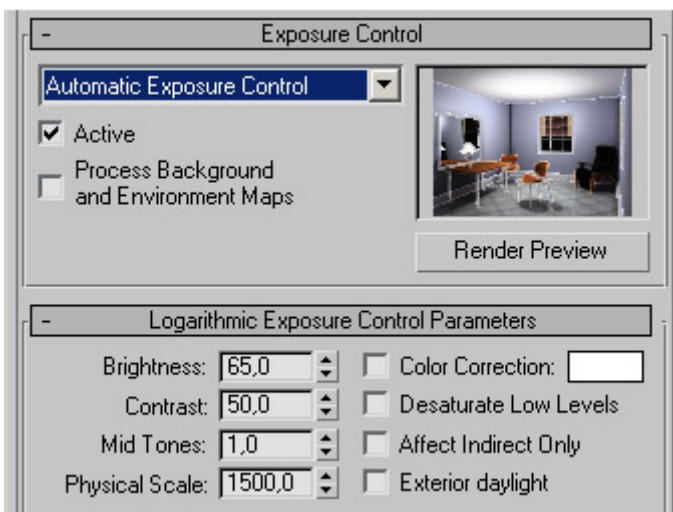 - Exposure Control
Automatic Exposure Control
Active
Process Background
and Environment Maps
Render Preview
- Logarithmic Exposure Control Parameters
Brightness: 65,0 Color Correction:
Contrast: 50,0 Desaturate Low Levels
Mid Tones: 1,0 Affect Indirect Only
Physical Scale: 1500,0 Exterior daylight